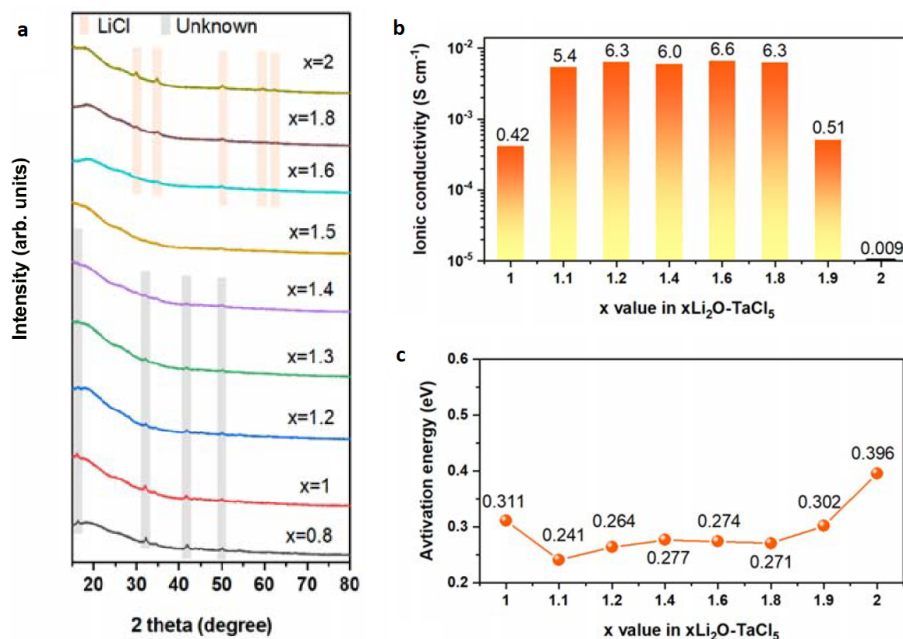 a
LiCl
Unknown
x=2
x=1.8
x=1.6
x=1.5
x=1.4
x=1.3
x=1.2
x=1
x=0.8
Intensity (arb. units)
20 30 40 50 60 70 80
2 theta (degree)
b
Ionic conductivity (S cm⁻¹)
10⁻²
10⁻³
10⁻⁴
10⁻⁵
0.42
5.4
6.3
6.0
6.6
6.3
0.51
0.009
1 1.1 1.2 1.4 1.6 1.8 1.9 2
x value in xLi₂O-TaCl₅
c
Avtivation energy (eV)
0.6
0.5
0.4
0.3
0.2
0.311
0.241
0.264
0.277
0.274
0.271
0.302
0.396
1 1.1 1.2 1.4 1.6 1.8 1.9 2
x value in xLi₂O-TaCl₅